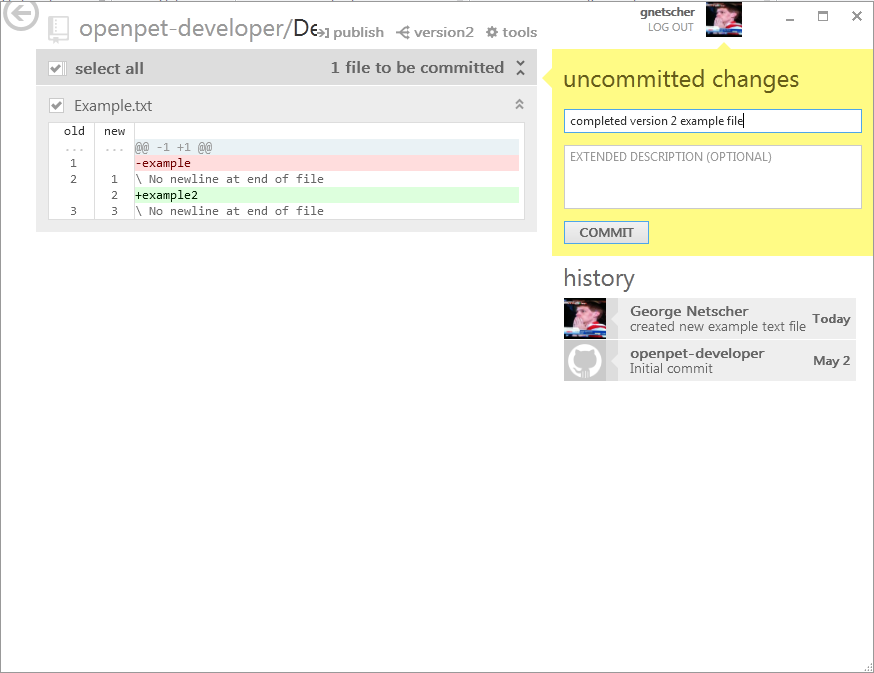 openpet-developer/De
publish
version2
tools
gnetscher
LOG OUT
select all
1 file to be committed
Example.txt
old new
... ... @@ -1 +1 @@
1 -example
2 1 \ No newline at end of file
2 +example2
3 3 \ No newline at end of file
uncommitted changes
completed version 2 example file
EXTENDED DESCRIPTION (OPTIONAL)
COMMIT
history
George Netscher
created new example text file
Today
openpet-developer
Initial commit
May 2